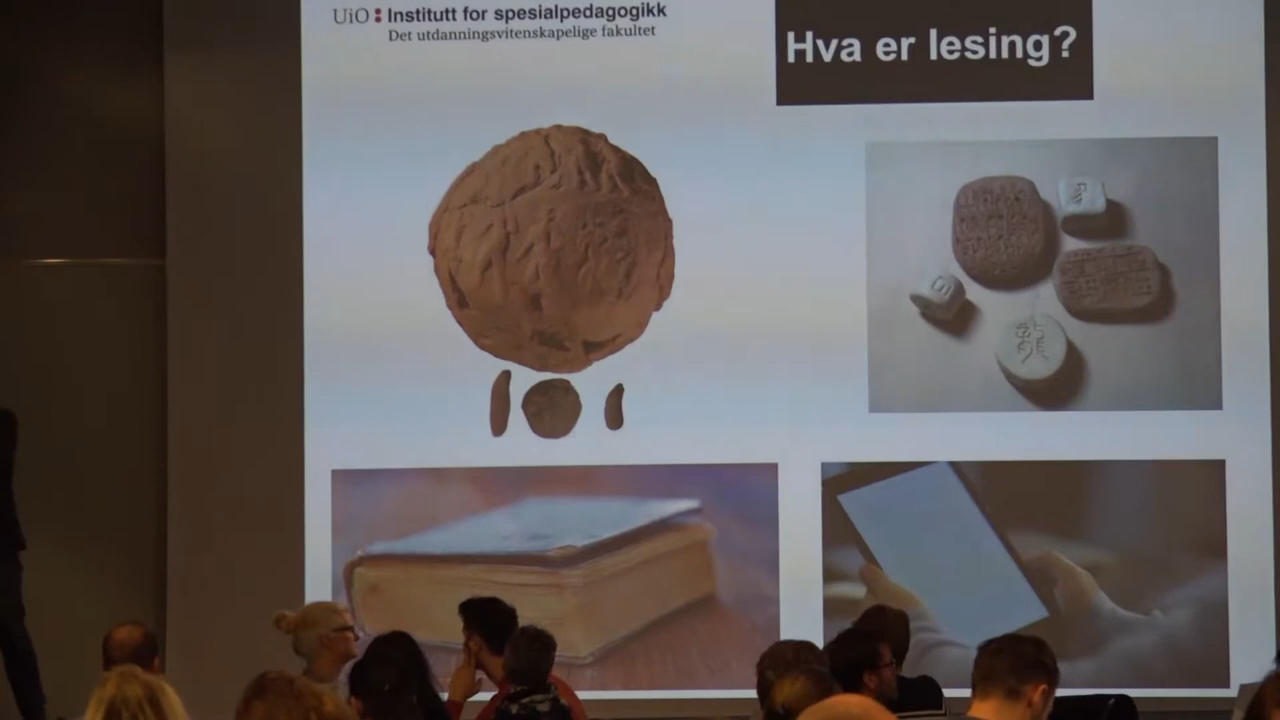 UiO : Institutt for spesialpedagogikk
Det utdanningsvitenskapelige fakultet
Hva er lesing?